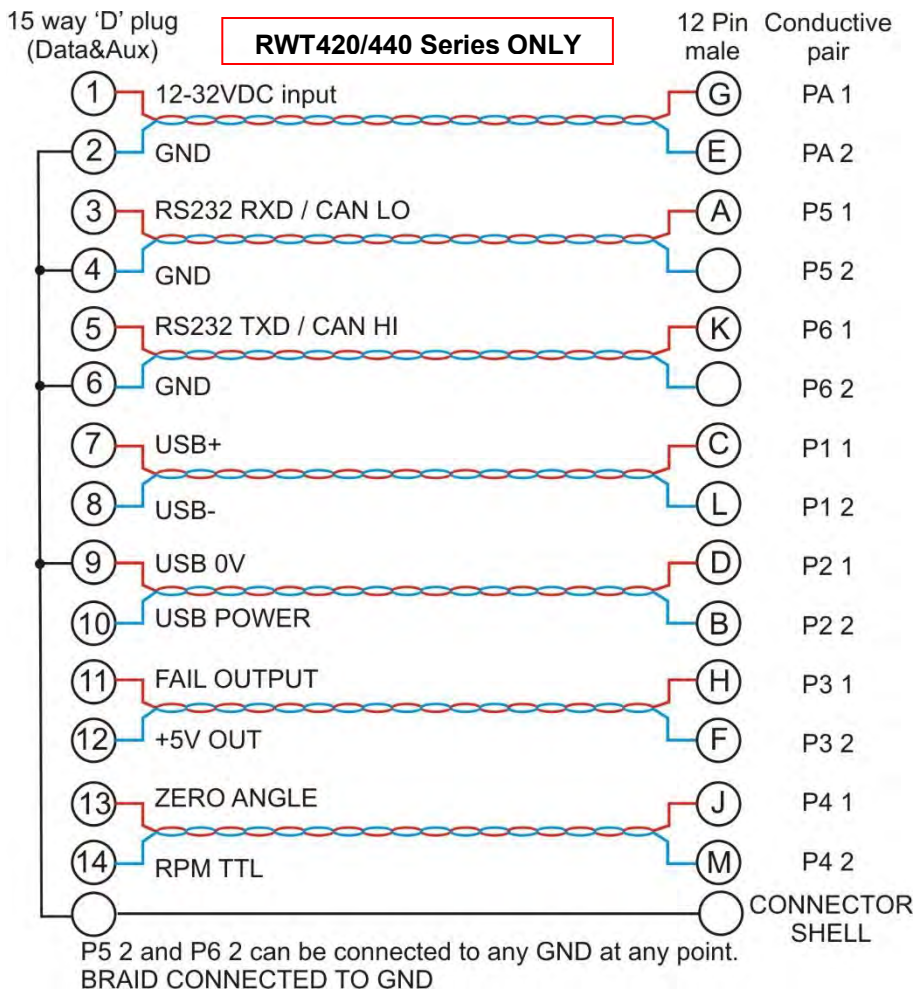 15 way 'D' plug
(Data&Aux)
RWT420/440 Series ONLY
12 Pin
male
Conductive
pair
1 12-32VDC input G PA 1
2 GND E PA 2
3 RS232 RXD / CAN LO A P5 1
4 GND P5 2
5 RS232 TXD / CAN HI K P6 1
6 GND P6 2
7 USB+ C P1 1
8 USB- L P1 2
9 USB 0V D P2 1
10 USB POWER B P2 2
11 FAIL OUTPUT H P3 1
12 +5V OUT F P3 2
13 ZERO ANGLE J P4 1
14 RPM TTL M P4 2
CONNECTOR
SHELL
P5 2 and P6 2 can be connected to any GND at any point.
BRAID CONNECTED TO GND